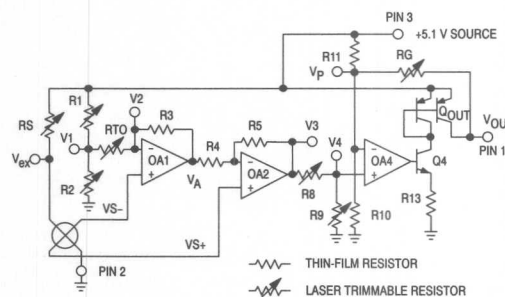 PIN 3
+5.1 V SOURCE
R11
RG
VP
R1
V2
RS
R3
QOUT
V1
RTO
R5
V3
VOUT
PIN 1
R4
V4
Vex
OA1
OA4
Q4
R2
VA
OA2
R8
VS−
R13
R9
R10
VS+
THIN-FILM RESISTOR
PIN 2
LASER TRIMMABLE RESISTOR